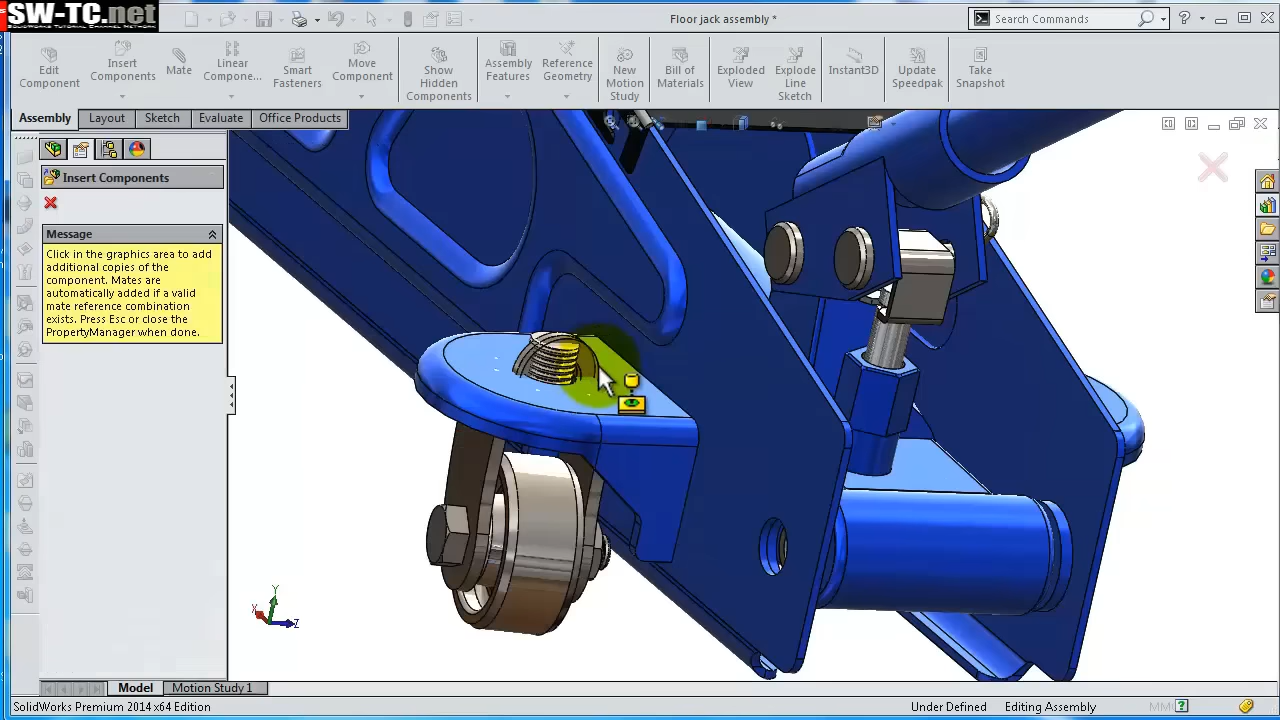 SW-TC.net
SOLIDWORKS TUTORIAL CHANNEL NETWORK
Floor jack assembly *
Search Commands
Edit Component
Insert Components
Mate
Linear Compone...
Smart Fasteners
Move Component
Show Hidden Components
Assembly Features
Reference Geometry
New Motion Study
Bill of Materials
Exploded View
Explode Line Sketch
Instant3D
Update Speedpak
Take Snapshot
Assembly Layout Sketch Evaluate Office Products
Insert Components
Message
Click in the graphics area to add
additional copies of the
component. Mates are
automatically added if a valid
mate reference combination
exists. Press Esc or close the
PropertyManager when done.
Y
X
Z
Model Motion Study 1
SolidWorks Premium 2014 x64 Edition
Under Defined Editing Assembly